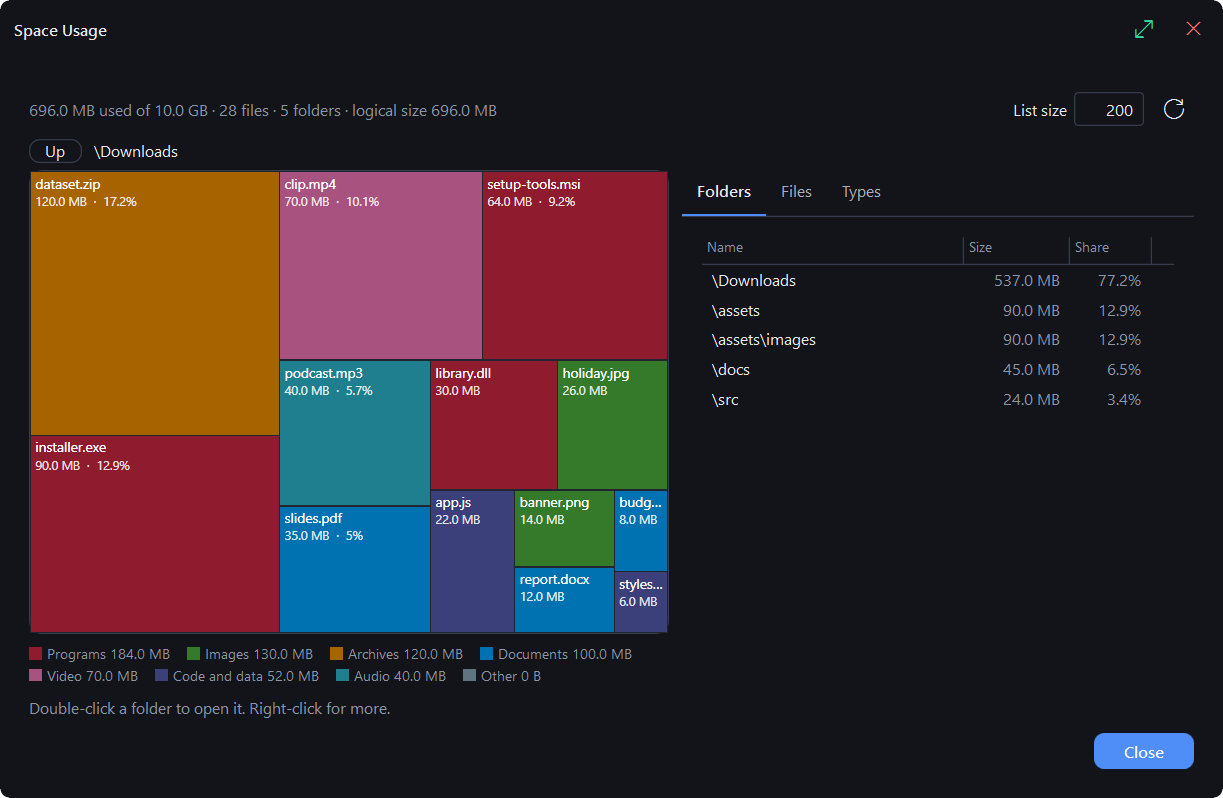 Space Usage
696.0 MB used of 10.0 GB · 28 files · 5 folders · logical size 696.0 MB
List size 200
Up \Downloads
dataset.zip
120.0 MB · 17.2%
clip.mp4
70.0 MB · 10.1%
setup-tools.msi
64.0 MB · 9.2%
installer.exe
90.0 MB · 12.9%
podcast.mp3
40.0 MB · 5.7%
library.dll
30.0 MB
holiday.jpg
26.0 MB
slides.pdf
35.0 MB · 5%
app.js
22.0 MB
banner.png
14.0 MB
budg...
8.0 MB
report.docx
12.0 MB
styles...
6.0 MB
Programs 184.0 MB Images 130.0 MB Archives 120.0 MB Documents 100.0 MB
Video 70.0 MB Code and data 52.0 MB Audio 40.0 MB Other 0 B
Double-click a folder to open it. Right-click for more.
Folders Files Types
Name Size Share
\Downloads 537.0 MB 77.2%
\assets 90.0 MB 12.9%
\assets\images 90.0 MB 12.9%
\docs 45.0 MB 6.5%
\src 24.0 MB 3.4%
Close